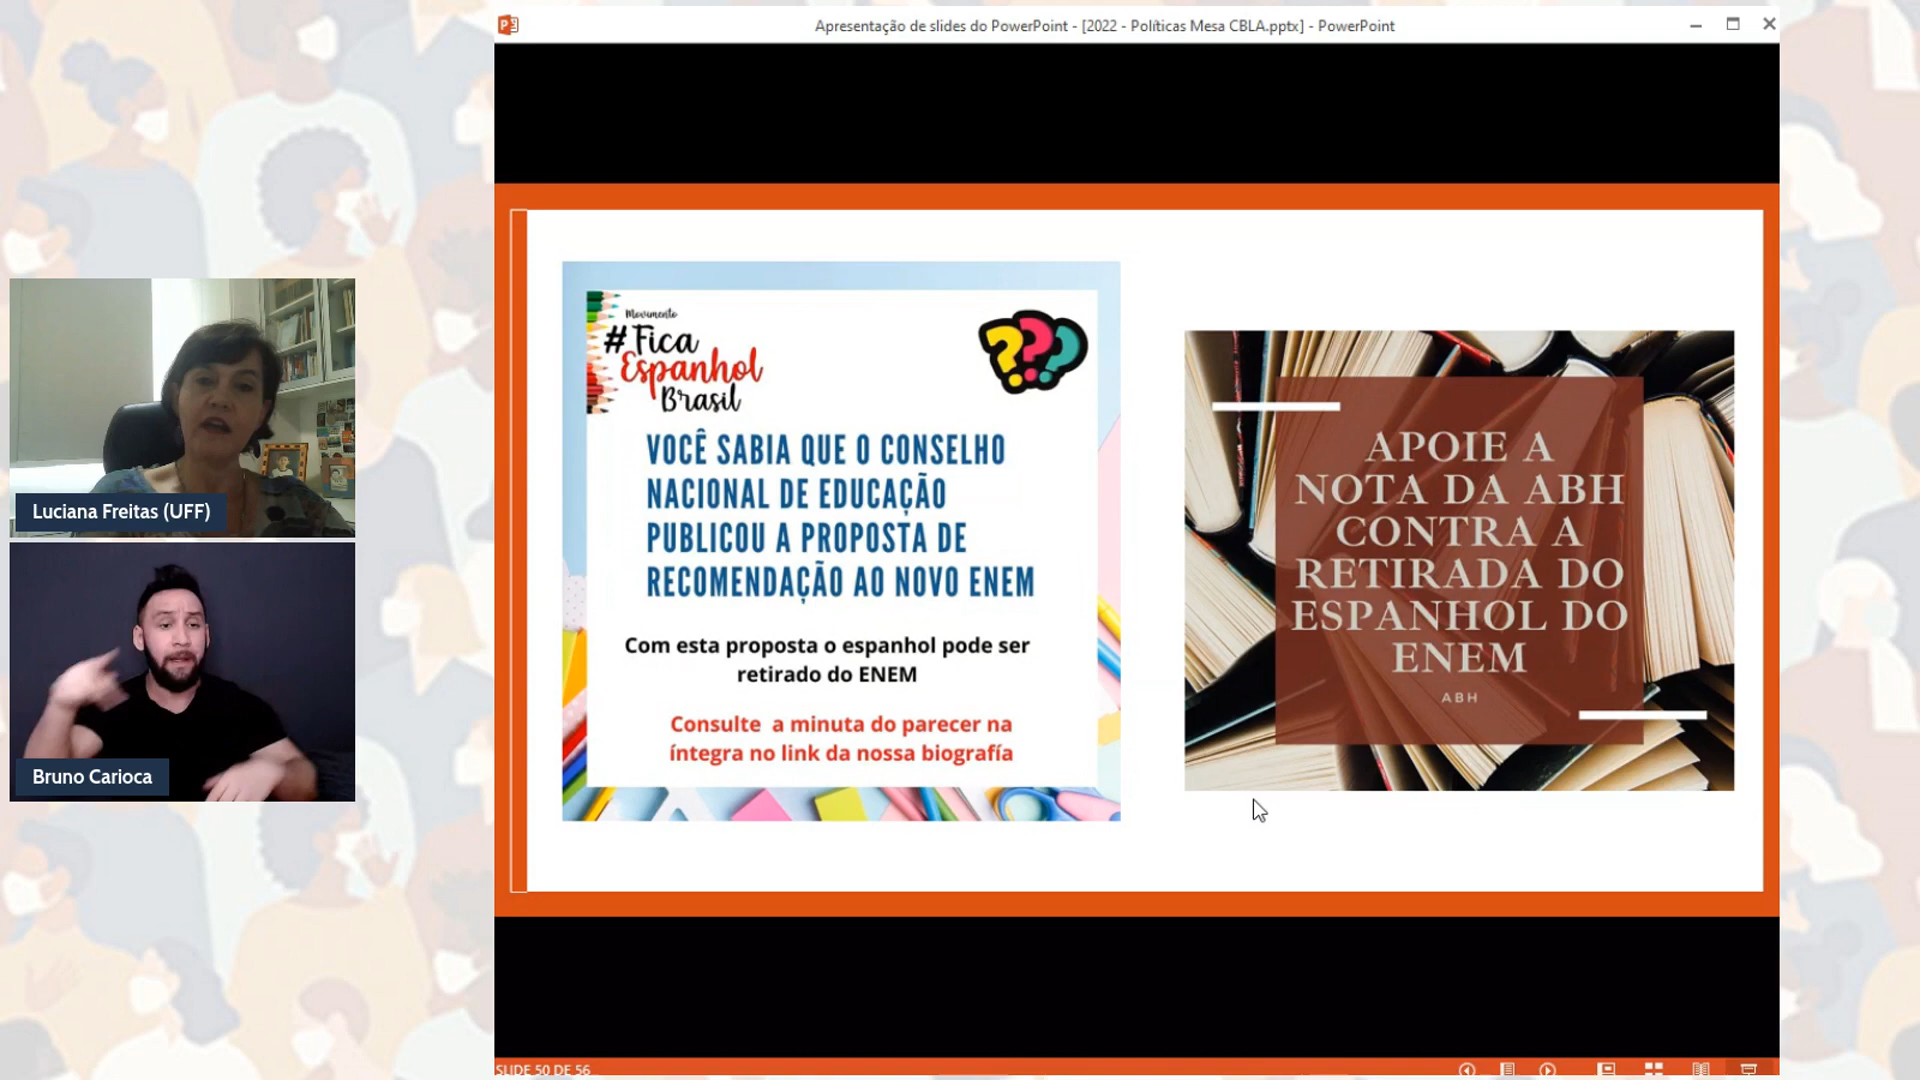 Apresentação de slides do PowerPoint - [2022 - Políticas Mesa CBLA.pptx] - PowerPoint
Luciana Freitas (UFF)
Bruno Carioca
Movimento
#Fica
Espanhol
Brasil
VOCÊ SABIA QUE O CONSELHO
NACIONAL DE EDUCAÇÃO
PUBLICOU A PROPOSTA DE
RECOMENDAÇÃO AO NOVO ENEM
Com esta proposta o espanhol pode ser
retirado do ENEM
Consulte a minuta do parecer na
íntegra no link da nossa biografía
APOIE A
NOTA DA ABH
CONTRA A
RETIRADA DO
ESPANHOL DO
ENEM
ABH
SLIDE 50 DE 56